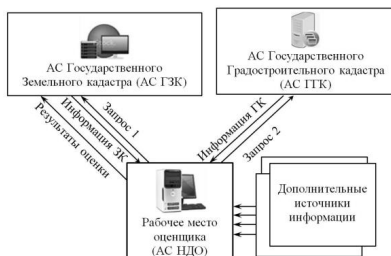 АС Государственного
Земельного кадастра (АС ГЗК)
АС Государственного
Градостроительного кадастра
(АС ГГК)
Результаты оценки
Информация ЗК
Запрос 1
Информация ГК
Запрос 2
Рабочее место
оценщика
(АС НДО)
Дополнительные
источники
информации